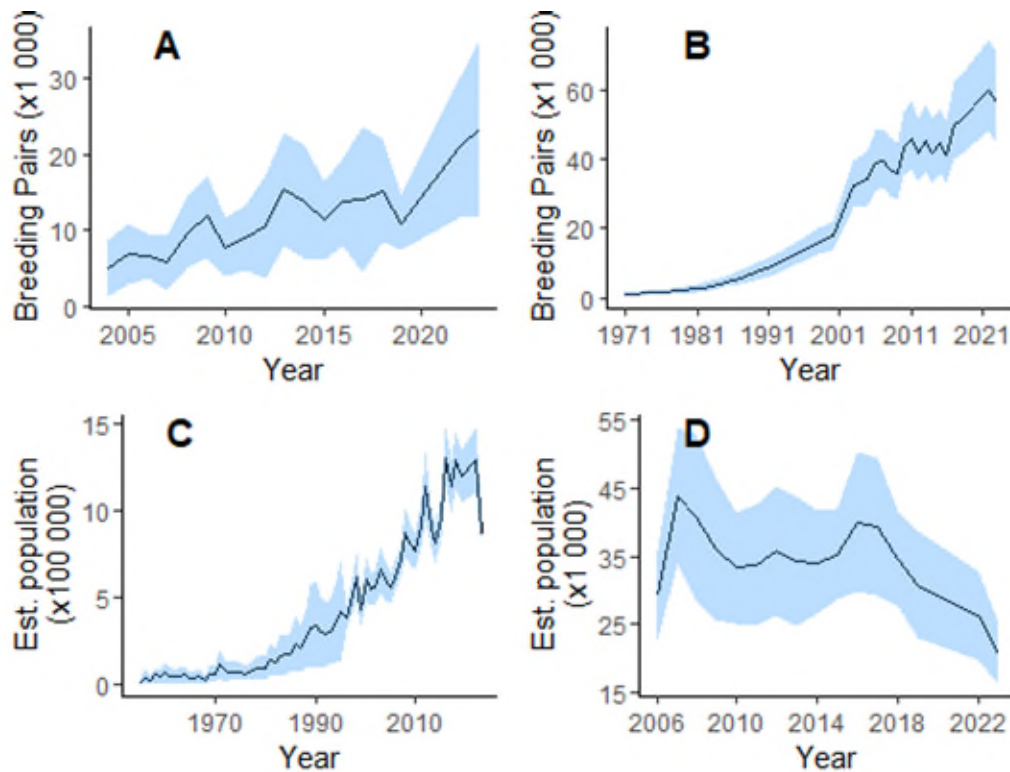 A
Breeding Pairs (x1 000)
30
20
10
0
2005 2010 2015 2020
Year
B
Breeding Pairs (x1 000)
60
40
20
0
1971 1981 1991 2001 2011 2021
Year
C
Est. population
(x100 000)
15
10
5
0
1970 1990 2010
Year
D
Est. population
(x1 000)
55
45
35
25
15
2006 2010 2014 2018 2022
Year